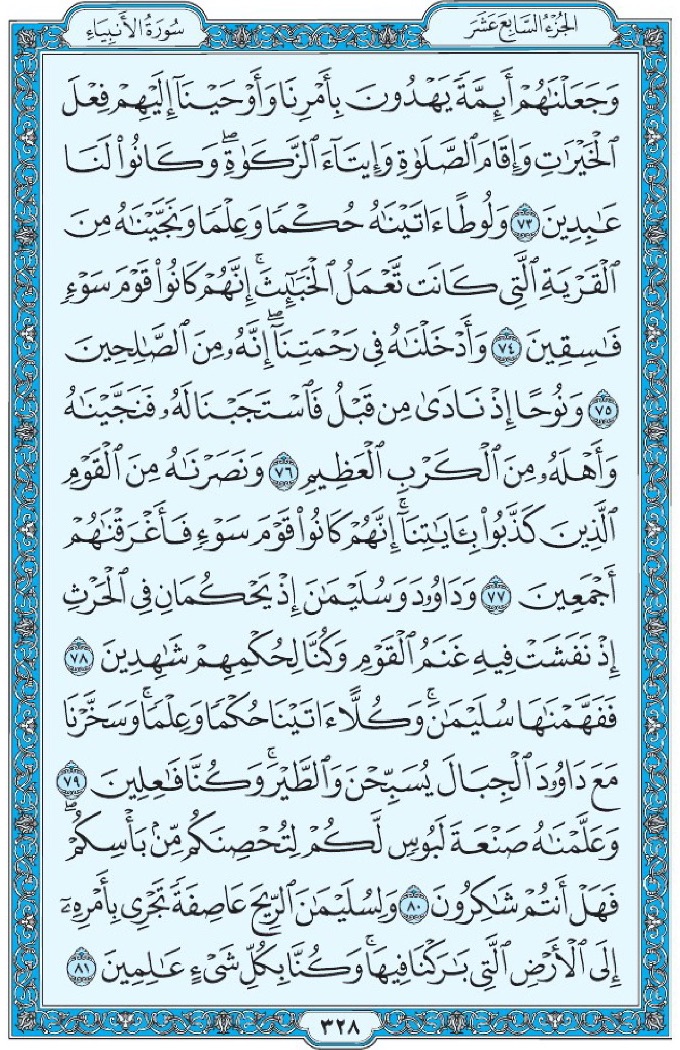 سُورَةُ الأَنبِيَاءِ
الجُزْءُ السَّابِعَ عَشَرَ
وَجَعَلْنَٰهُمْ أَئِمَّةً يَهْدُونَ بِأَمْرِنَا وَأَوْحَيْنَآ إِلَيْهِمْ فِعْلَ
ٱلْخَيْرَٰتِ وَإِقَامَ ٱلصَّلَوٰةِ وَإِيتَآءَ ٱلزَّكَوٰةِ ۖ وَكَانُوا۟ لَنَا
عَٰبِدِينَ ٧٣ وَلُوطًا ءَاتَيْنَٰهُ حُكْمًا وَعِلْمًا وَنَجَّيْنَٰهُ مِنَ
ٱلْقَرْيَةِ ٱلَّتِى كَانَت تَّعْمَلُ ٱلْخَبَٰٓئِثَ ۗ إِنَّهُمْ كَانُوا۟ قَوْمَ سَوْءٍ
فَٰسِقِينَ ٧٤ وَأَدْخَلْنَٰهُ فِى رَحْمَتِنَآ ۖ إِنَّهُۥ مِنَ ٱلصَّٰلِحِينَ
٧٥ وَنُوحًا إِذْ نَادَىٰ مِن قَبْلُ فَٱسْتَجَبْنَا لَهُۥ فَنَجَّيْنَٰهُ
وَأَهْلَهُۥ مِنَ ٱلْكَرْبِ ٱلْعَظِيمِ ٧٦ وَنَصَرْنَٰهُ مِنَ ٱلْقَوْمِ
ٱلَّذِينَ كَذَّبُوا۟ بِـَٔايَٰتِنَآ ۚ إِنَّهُمْ كَانُوا۟ قَوْمَ سَوْءٍ فَأَغْرَقْنَٰهُمْ
أَجْمَعِينَ ٧٧ وَدَاوُۥدَ وَسُلَيْمَٰنَ إِذْ يَحْكُمَانِ فِى ٱلْحَرْثِ
إِذْ نَفَشَتْ فِيهِ غَنَمُ ٱلْقَوْمِ وَكُنَّا لِحُكْمِهِمْ شَٰهِدِينَ ٧٨
فَفَهَّمْنَٰهَا سُلَيْمَٰنَ ۚ وَكُلًّا ءَاتَيْنَا حُكْمًا وَعِلْمًا ۚ وَسَخَّرْنَا
مَعَ دَاوُۥدَ ٱلْجِبَالَ يُسَبِّحْنَ وَٱلطَّيْرَ ۚ وَكُنَّا فَٰعِلِينَ ٧٩
وَعَلَّمْنَٰهُ صَنْعَةَ لَبُوسٍ لَّكُمْ لِتُحْصِنَكُم مِّنۢ بَأْسِكُمْ ۖ
فَهَلْ أَنتُمْ شَٰكِرُونَ ٨٠ وَلِسُلَيْمَٰنَ ٱلرِّيحَ عَاصِفَةً تَجْرِى بِأَمْرِهِۦٓ
إِلَى ٱلْأَرْضِ ٱلَّتِى بَٰرَكْنَا فِيهَا ۚ وَكُنَّا بِكُلِّ شَىْءٍ عَٰلِمِينَ ٨١
٣٢٨